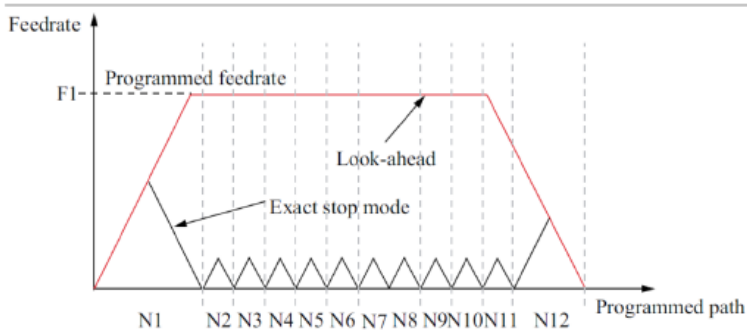 Feedrate
Programmed feedrate
F1
Look-ahead
Exact stop mode
Programmed path
N1 N2 N3 N4 N5 N6 N7 N8 N9 N10 N11 N12